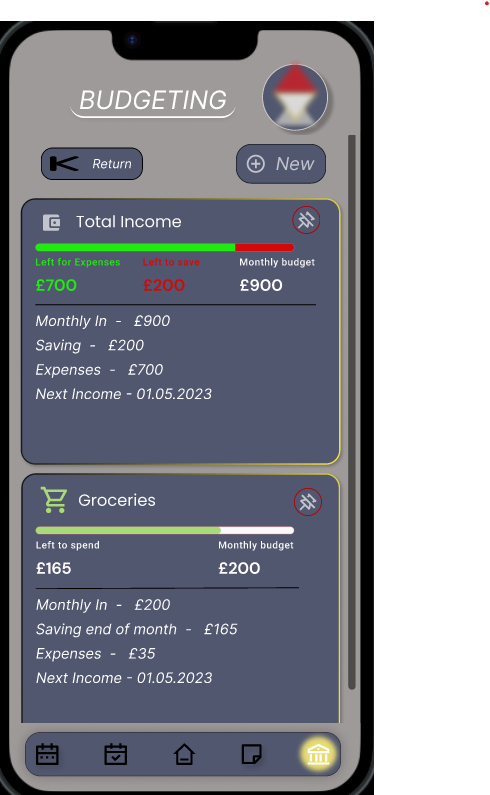 BUDGETING
Return
New
Total Income
Left for Expenses Left to save Monthly budget
£700 £200 £900
Monthly In - £900
Saving - £200
Expenses - £700
Next Income - 01.05.2023
Groceries
Left to spend Monthly budget
£165 £200
Monthly In - £200
Saving end of month - £165
Expenses - £35
Next Income - 01.05.2023